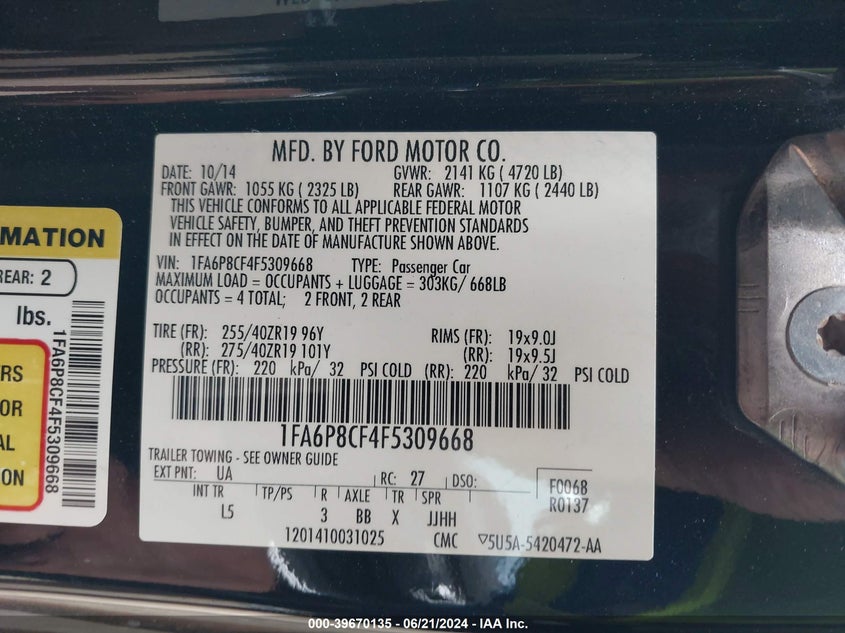 MFD. BY FORD MOTOR CO.
DATE: 10/14 GVWR: 2141 KG ( 4720 LB)
FRONT GAWR: 1055 KG ( 2325 LB) REAR GAWR: 1107 KG ( 2440 LB)
THIS VEHICLE CONFORMS TO ALL APPLICABLE FEDERAL MOTOR
VEHICLE SAFETY, BUMPER, AND THEFT PREVENTION STANDARDS
IN EFFECT ON THE DATE OF MANUFACTURE SHOWN ABOVE.
VIN: 1FA6P8CF4F5309668 TYPE: Passenger Car
MAXIMUM LOAD = OCCUPANTS + LUGGAGE = 303KG/ 668LB
OCCUPANTS = 4 TOTAL; 2 FRONT, 2 REAR
TIRE (FR): 255/40ZR19 96Y RIMS (FR): 19x9.0J
(RR): 275/40ZR19 101Y (RR): 19x9.5J
PRESSURE (FR): 220 kPa/ 32 PSI COLD (RR): 220 kPa/ 32 PSI COLD
1FA6P8CF4F5309668
TRAILER TOWING - SEE OWNER GUIDE
EXT PNT: UA RC: 27 DSO: F0068
R0137
INT TR TP/PS R AXLE TR SPR
L5 3 BB X JJHH
1201410031025 CMC ▽5U5A-5420472-AA
MATION
REAR: 2
lbs.
1FA6P8CF4F5309668
ERS
OR
AL
ON
000-39670135 - 06/21/2024 - IAA Inc.